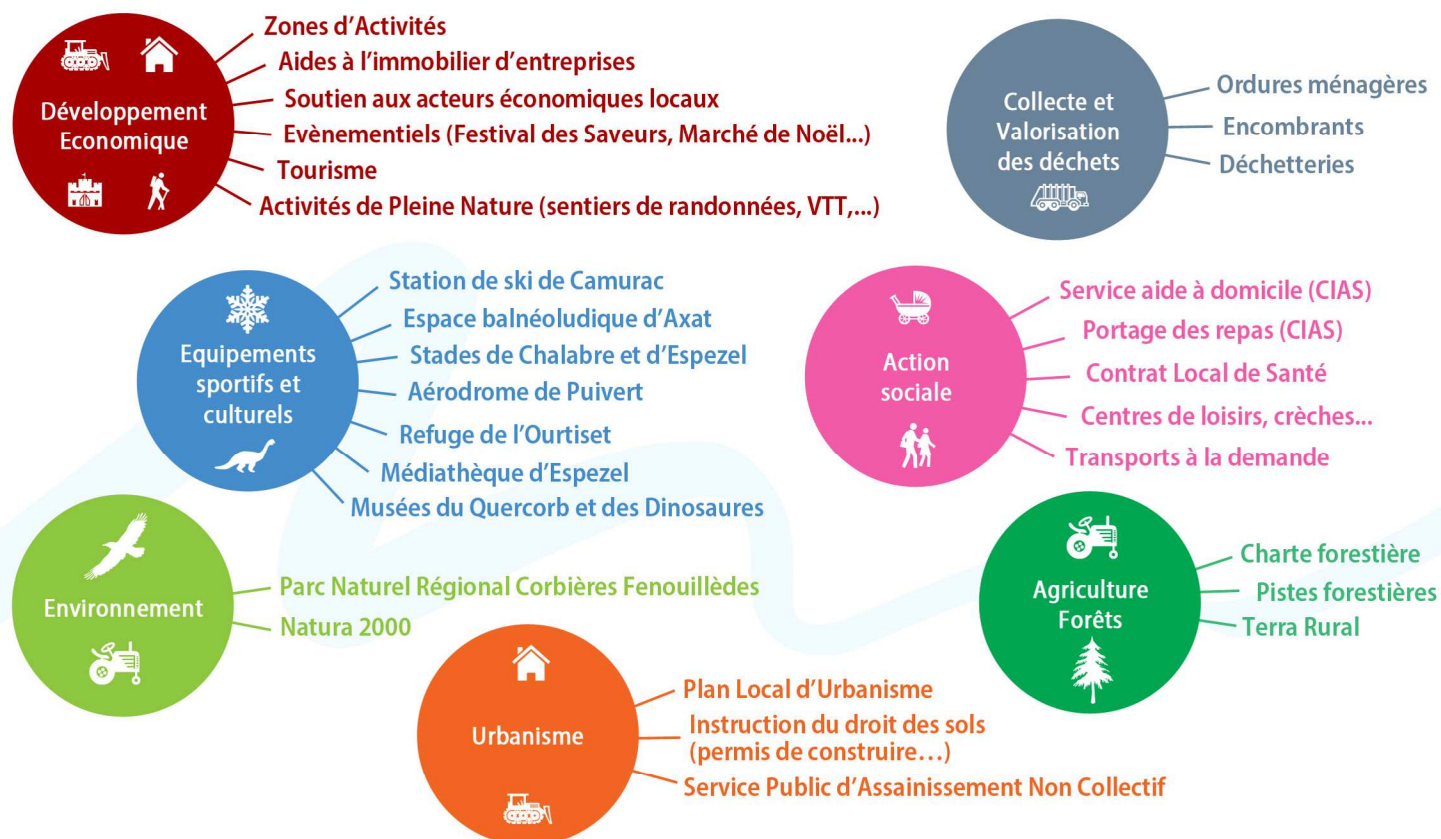 Développement
Economique
Zones d'Activités
Aides à l'immobilier d'entreprises
Soutien aux acteurs économiques locaux
Evènementiels (Festival des Saveurs, Marché de Noël...)
Tourisme
Activités de Pleine Nature (sentiers de randonnées, VTT,...)
Collecte et
Valorisation
des déchets
Ordures ménagères
Encombrants
Déchetteries
Equipements
sportifs et
culturels
Station de ski de Camurac
Espace balnéoludique d'Axat
Stades de Chalabre et d'Espezel
Aérodrome de Puivert
Refuge de l'Ourtiset
Médiathèque d'Espezel
Musées du Quercorb et des Dinosaures
Action
sociale
Service aide à domicile (CIAS)
Portage des repas (CIAS)
Contrat Local de Santé
Centres de loisirs, crèches...
Transports à la demande
Environnement
Parc Naturel Régional Corbières Fenouillèdes
Natura 2000
Agriculture
Forêts
Charte forestière
Pistes forestières
Terra Rural
Urbanisme
Plan Local d'Urbanisme
Instruction du droit des sols
(permis de construire...)
Service Public d'Assainissement Non Collectif